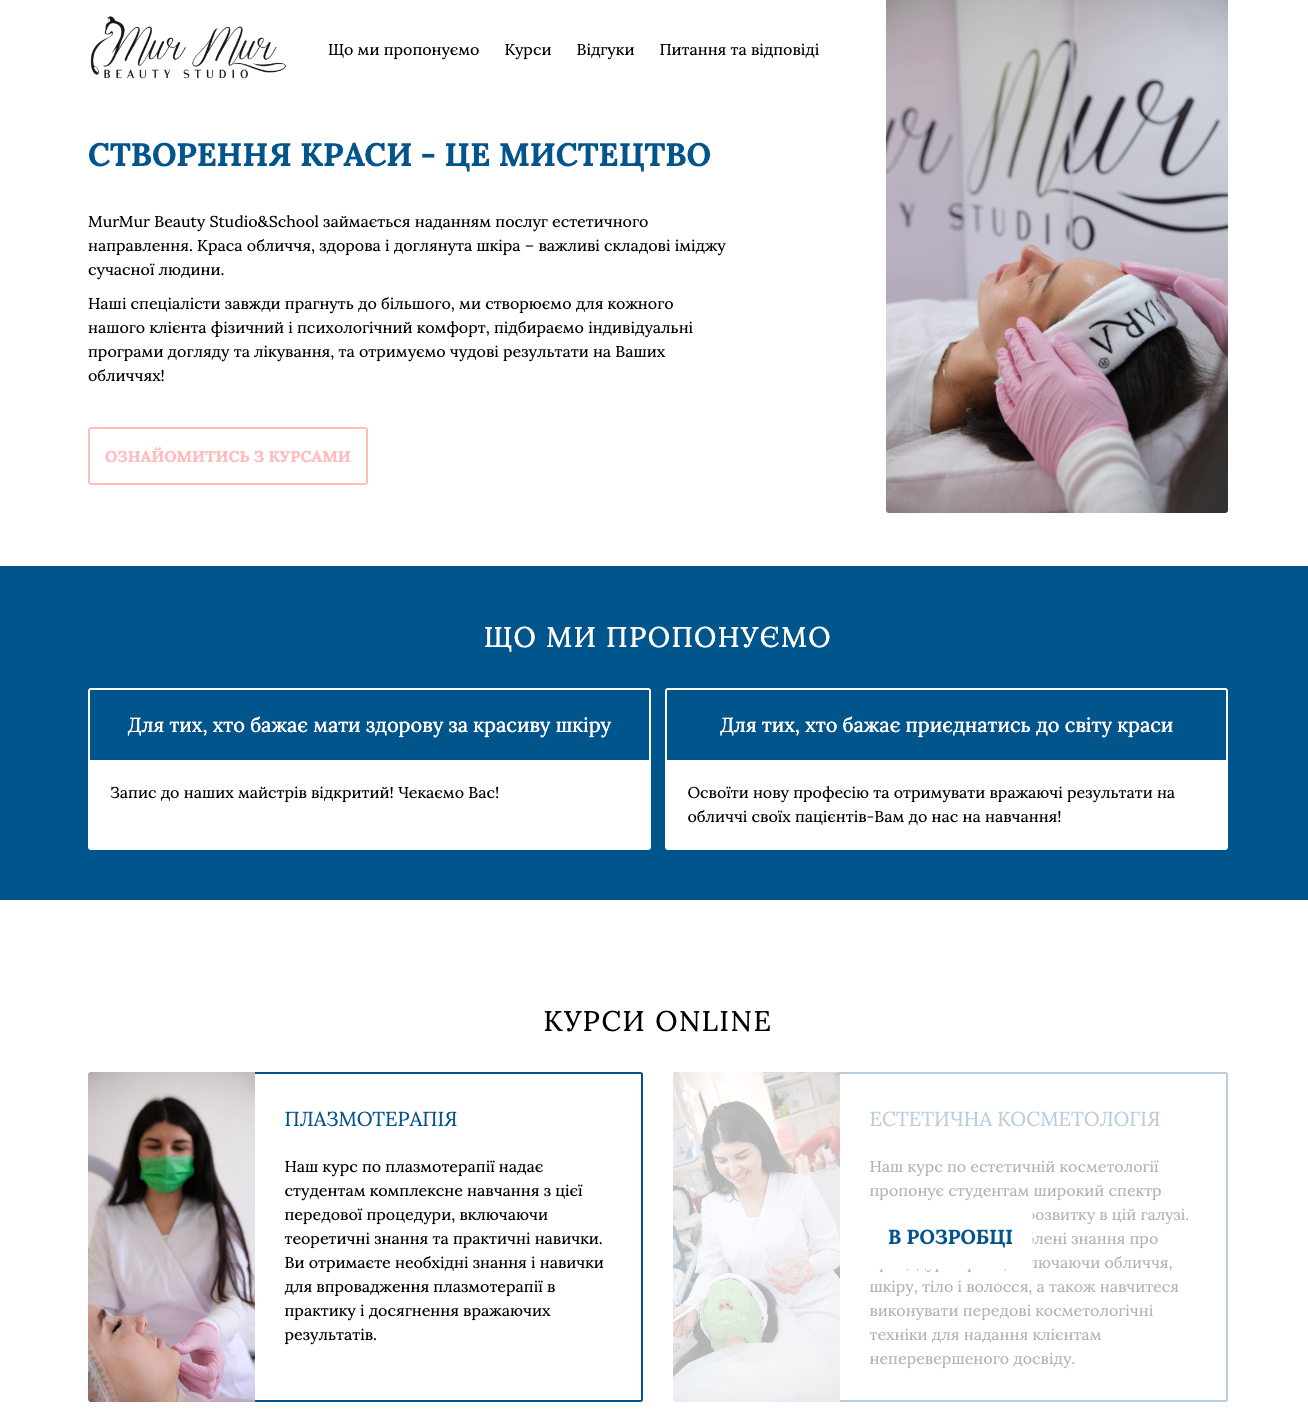 Mur Mur
BEAUTY STUDIO
Що ми пропонуємо Курси Відгуки Питання та відповіді
СТВОРЕННЯ КРАСИ - ЦЕ МИСТЕЦТВО
MurMur Beauty Studio&School займається наданням послуг естетичного
направлення. Краса обличчя, здорова і доглянута шкіра – важливі складові іміджу
сучасної людини.
Наші спеціалісти завжди прагнуть до більшого, ми створюємо для кожного
нашого клієнта фізичний і психологічний комфорт, підбираємо індивідуальні
програми догляду та лікування, та отримуємо чудові результати на Ваших
обличчях!
ОЗНАЙОМИТИСЬ З КУРСАМИ
Mur
STUDIO
ЩО МИ ПРОПОНУЄМО
Для тих, хто бажає мати здорову за красиву шкіру
Запис до наших майстрів відкритий! Чекаємо Вас!
Для тих, хто бажає приєднатись до світу краси
Освоїти нову професію та отримувати вражаючі результати на
обличчі своїх пацієнтів-Вам до нас на навчання!
КУРСИ ONLINE
ПЛАЗМОТЕРАПІЯ
Наш курс по плазмотерапії надає
студентам комплексне навчання з цієї
передової процедури, включаючи
теоретичні знання та практичні навички.
Ви отримаєте необхідні знання і навички
для впровадження плазмотерапії в
практику і досягнення вражаючих
результатів.
ЕСТЕТИЧНА КОСМЕТОЛОГІЯ
Наш курс по естетичній косметології
пропонує студентам широкий спектр
розвитку в цій галузі.
В РОЗРОБЦІ
знання про
обличчя,
шкіру, тіло і волосся, а також навчитеся
виконувати передові косметологічні
техніки для надання клієнтам
неперевершеного досвіду.